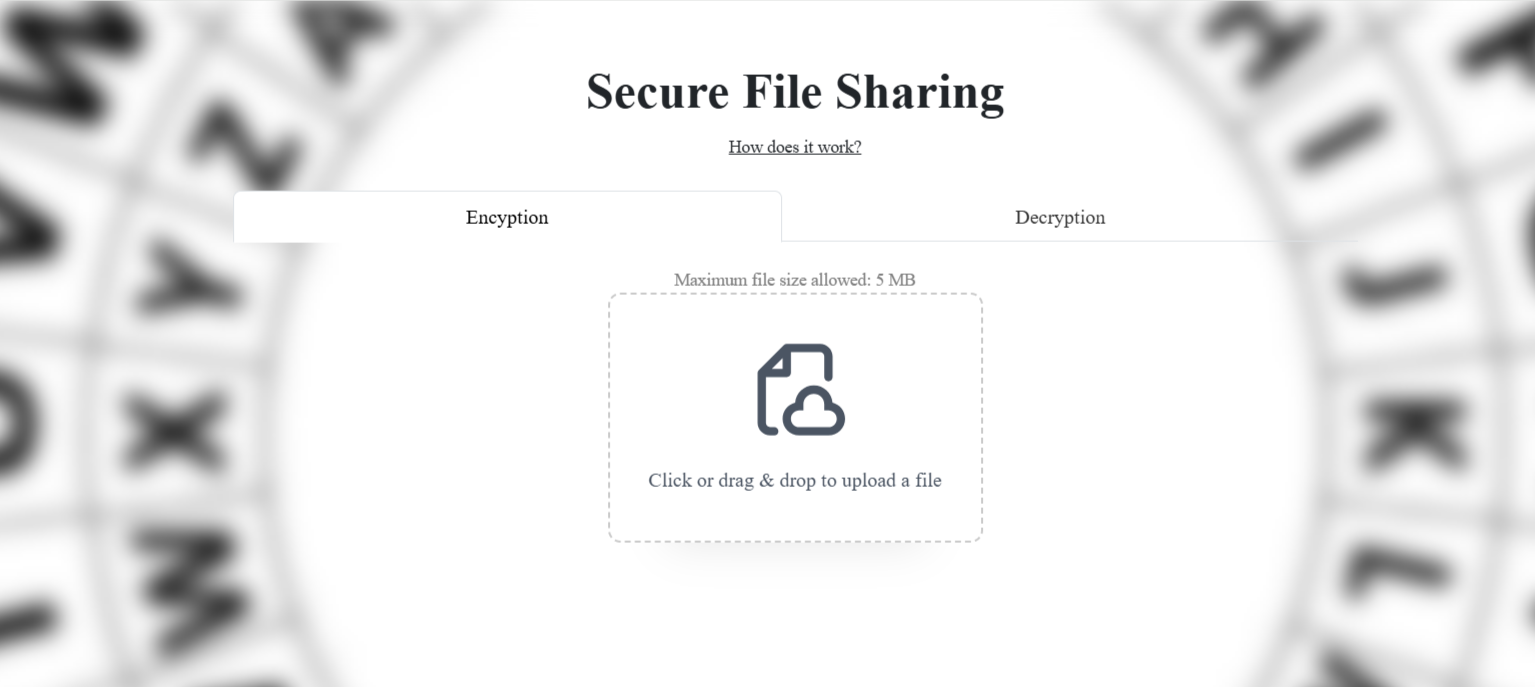 Secure File Sharing
How does it work?
Encyption
Decryption
Maximum file size allowed: 5 MB
Click or drag & drop to upload a file
W
Z
A
H
I
V
Y
J
X
K
W
L
I